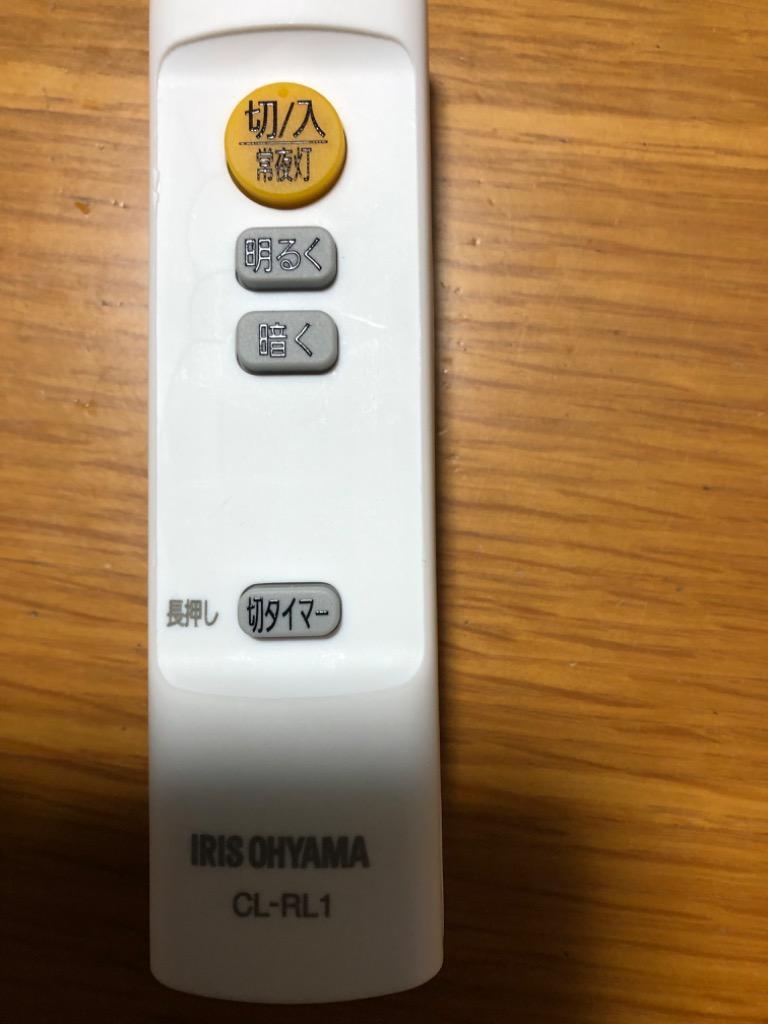 切/入
常夜灯
明るく
暗く
長押し 切タイマー
IRIS OHYAMA
CL-RL1